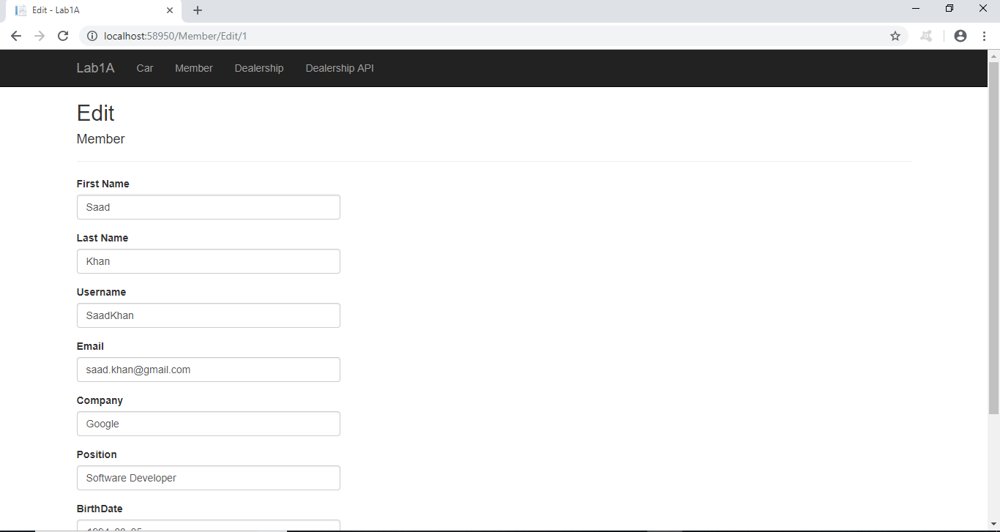 Edit - Lab1A
localhost:58950/Member/Edit/1
Lab1A Car Member Dealership Dealership API
Edit
Member
First Name
Saad
Last Name
Khan
Username
SaadKhan
Email
saad.khan@gmail.com
Company
Google
Position
Software Developer
BirthDate